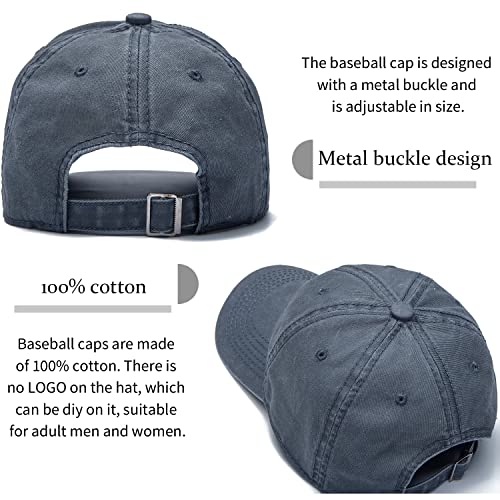 The baseball cap is designed
with a metal buckle and
is adjustable in size.
Metal buckle design
100% cotton
Baseball caps are made
of 100% cotton. There is
no LOGO on the hat, which
can be diy on it, suitable
for adult men and women.